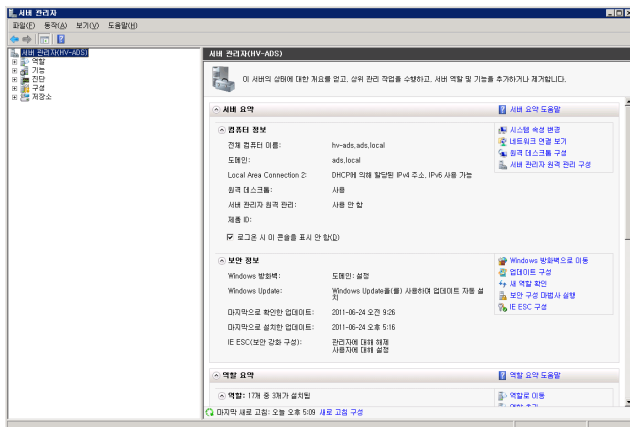 서버 관리자
파일(F) 동작(A) 보기(V) 도움말(H)
서버 관리자(HV-ADS)
역할
기능
진단
구성
저장소
서버 관리자(HV-ADS)
이 서버의 상태에 대한 개요를 얻고, 상위 관리 작업을 수행하고, 서버 역할 및 기능을 추가하거나 제거합니다.
서버 요약
서버 요약 도움말
컴퓨터 정보
전체 컴퓨터 이름: hv-ads.ads.local
도메인: ads.local
Local Area Connection 2: DHCP에 의해 할당된 IPv4 주소, IPv6 사용 가능
원격 데스크톱: 사용
서버 관리자 원격 관리: 사용 안 함
제품 ID:
로그온 시 이 콘솔을 표시 안 함(D)
시스템 속성 변경
네트워크 연결 보기
원격 데스크톱 구성
서버 관리자 원격 관리 구성
보안 정보
Windows 방화벽: 도메인: 설정
Windows Update: Windows Update을(를) 사용하여 업데이트 자동 설
치
마지막으로 확인한 업데이트: 2011-06-24 오전 9:26
마지막으로 설치한 업데이트: 2011-06-24 오후 5:16
IE ESC(보안 강화 구성): 관리자에 대해 해제
사용자에 대해 설정
Windows 방화벽으로 이동
업데이트 구성
새 역할 확인
보안 구성 마법사 실행
IE ESC 구성
역할 요약
역할 요약 도움말
역할: 17개 중 3개가 설치됨
역할로 이동
마지막 새로 고침: 오늘 오후 5:09 새로 고침 구성